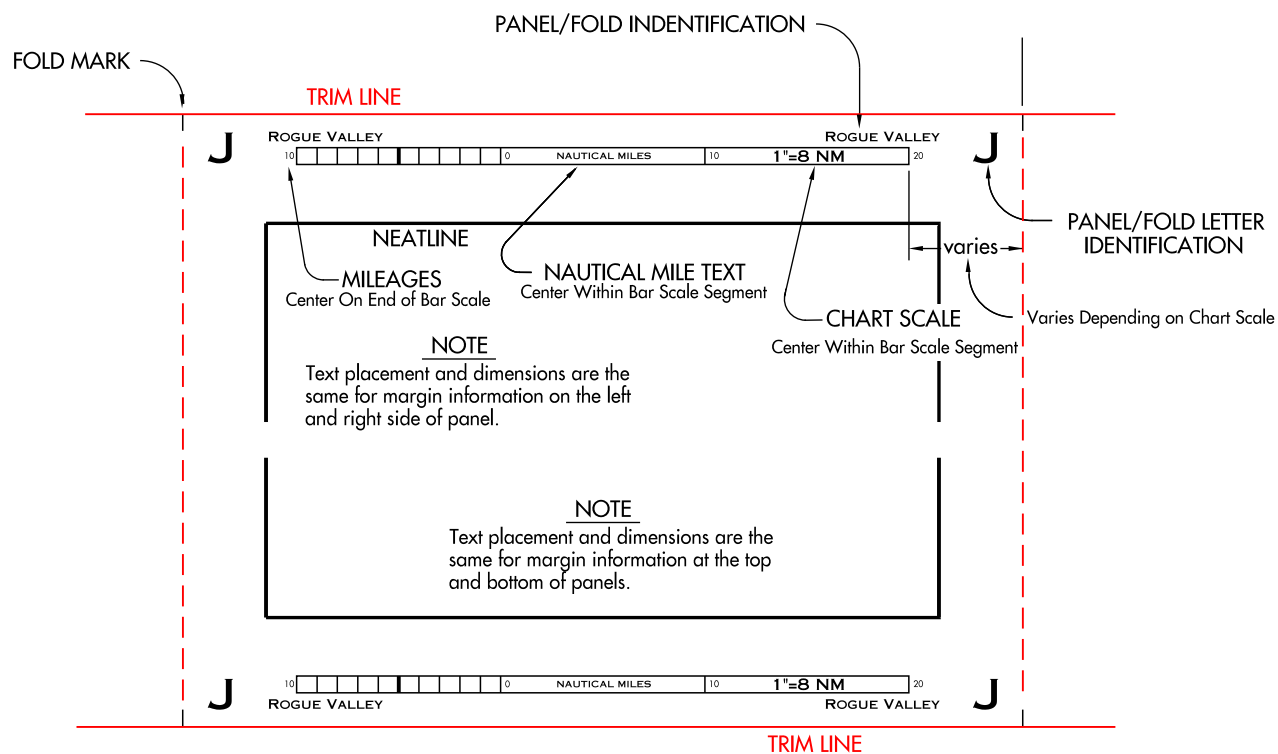 PANEL/FOLD INDENTIFICATION
FOLD MARK
TRIM LINE
J ROGUE VALLEY ROGUE VALLEY J
10 0 NAUTICAL MILES 10 1"=8 NM 20
PANEL/FOLD LETTER
IDENTIFICATION
NEATLINE
varies
MILEAGES
Center On End of Bar Scale
NAUTICAL MILE TEXT
Center Within Bar Scale Segment
CHART SCALE
Center Within Bar Scale Segment
Varies Depending on Chart Scale
NOTE
Text placement and dimensions are the
same for margin information on the left
and right side of panel.
NOTE
Text placement and dimensions are the
same for margin information at the top
and bottom of panels.
J 10 0 NAUTICAL MILES 10 1"=8 NM 20 J
ROGUE VALLEY ROGUE VALLEY
TRIM LINE